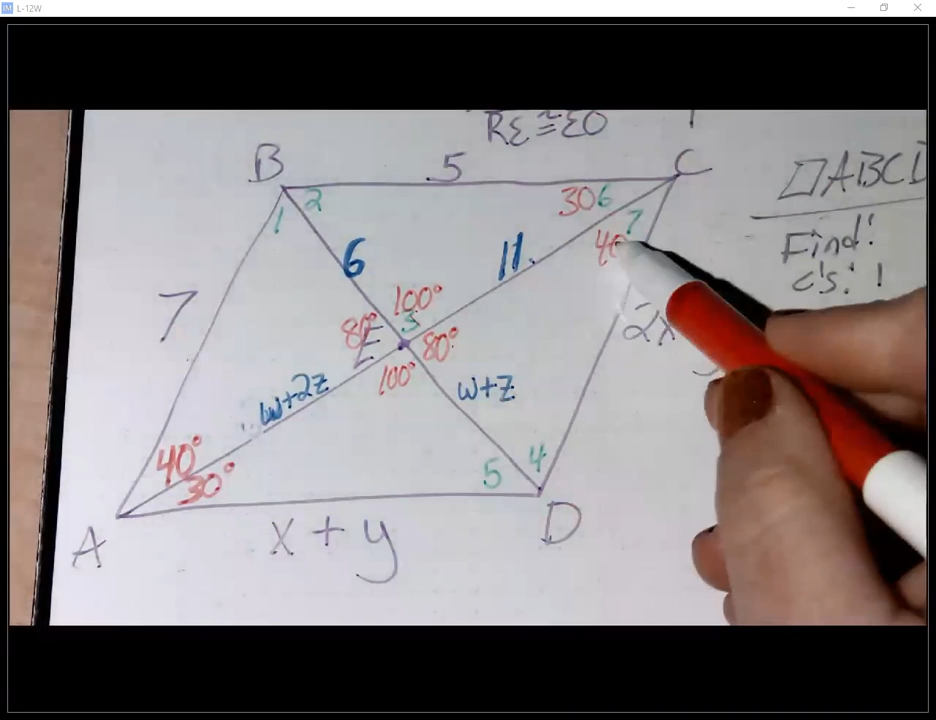 L-12W
RE≅EO
B
5
C
▱ABCD
1
2
30
6
7
Find:
40
6
11
7
100°
3
80°
E
80°
100°
2x
w+2z
w+z
40°
30°
5
4
A
x + y
D